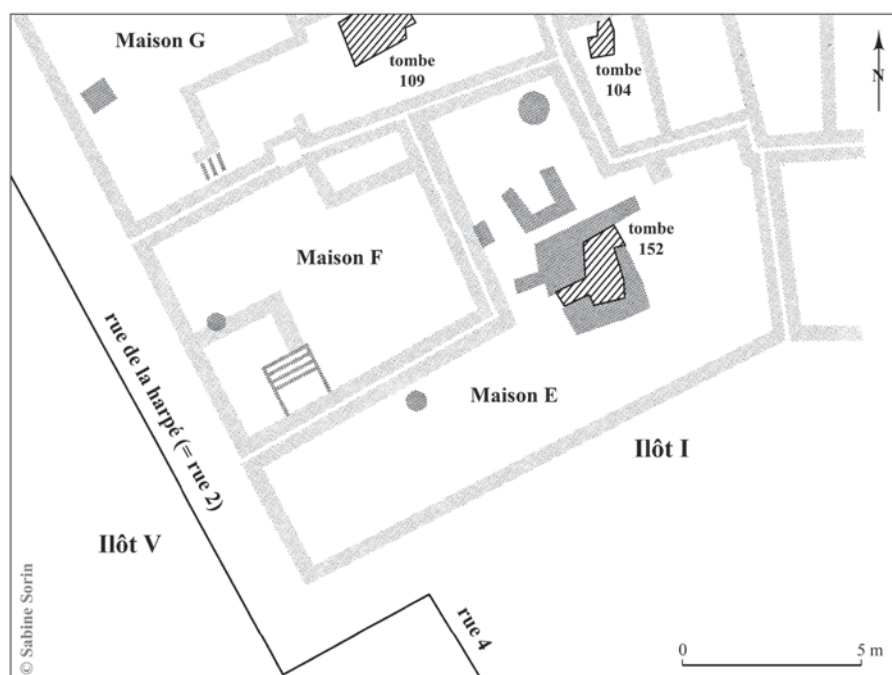 Maison G
tombe
109
tombe
104
N
tombe
152
Maison F
rue de la harpé (= rue 2)
Maison E
Ilôt I
Ilôt V
rue 4
0
5 m
© Sabine Sorin